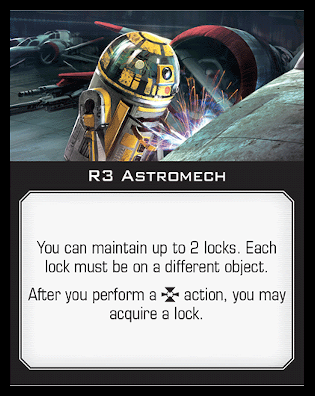 R3 Astromech
You can maintain up to 2 locks. Each
lock must be on a different object.
After you perform a action, you may
acquire a lock.